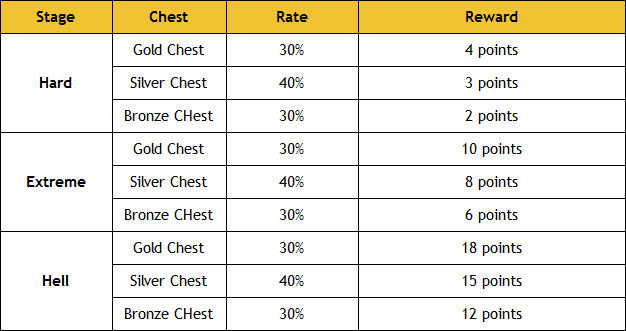 Stage Chest Rate Reward
Hard
Gold Chest 30% 4 points
Silver Chest 40% 3 points
Bronze CHest 30% 2 points
Extreme
Gold Chest 30% 10 points
Silver Chest 40% 8 points
Bronze CHest 30% 6 points
Hell
Gold Chest 30% 18 points
Silver Chest 40% 15 points
Bronze CHest 30% 12 points